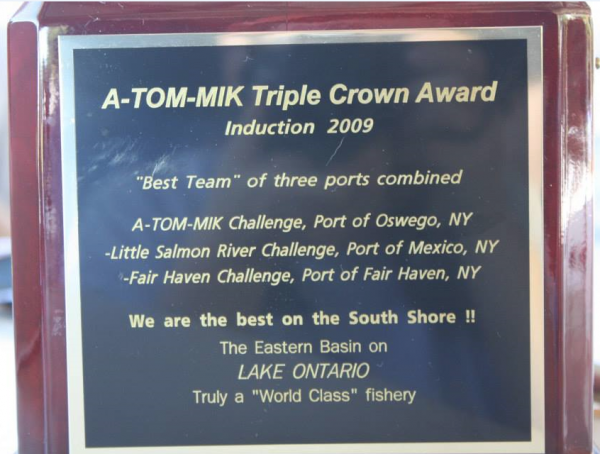 A-TOM-MIK Triple Crown Award
Induction 2009
"Best Team" of three ports combined
A-TOM-MIK Challenge, Port of Oswego, NY
-Little Salmon River Challenge, Port of Mexico, NY
-Fair Haven Challenge, Port of Fair Haven, NY
We are the best on the South Shore !!
The Eastern Basin on
LAKE ONTARIO
Truly a "World Class" fishery